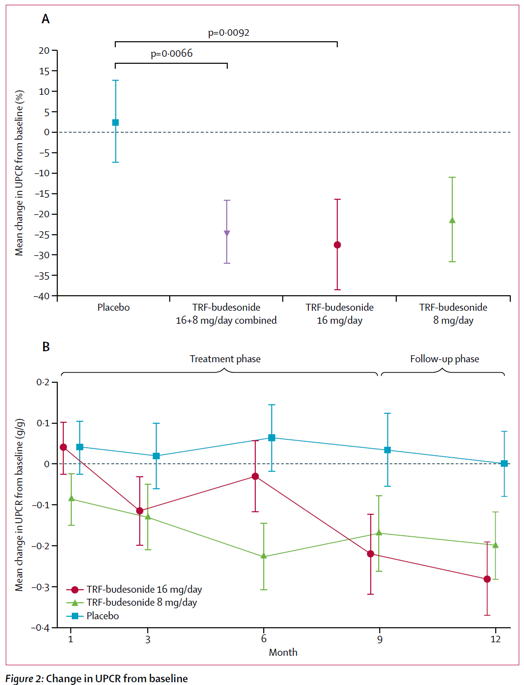 A
p=0·0092
p=0·0066
Mean change in UPCR from baseline (%)
20
15
10
5
0
−5
−10
−15
−20
−25
−30
−35
−40
Placebo
TRF-budesonide
16+8 mg/day combined
TRF-budesonide
16 mg/day
TRF-budesonide
8 mg/day
B
Treatment phase
Follow-up phase
Mean change in UPCR from baseline (g/g)
0·2
0·1
0
−0·1
−0·2
−0·3
−0·4
TRF-budesonide 16 mg/day
TRF-budesonide 8 mg/day
Placebo
1
3
6
9
12
Month
Figure 2: Change in UPCR from baseline